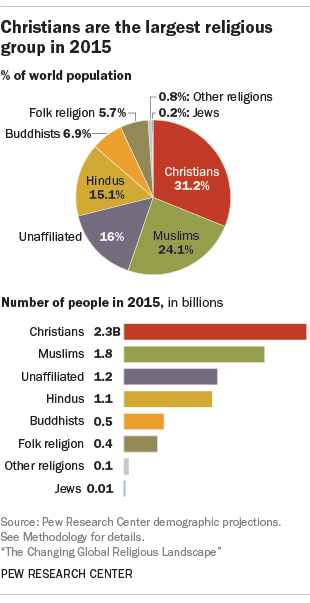 Christians are the largest religious
group in 2015
% of world population
0.8%: Other religions
0.2%: Jews
Folk religion 5.7%
Buddhists 6.9%
Christians
31.2%
Hindus
15.1%
Unaffiliated 16%
Muslims
24.1%
Number of people in 2015, in billions
Christians 2.3B
Muslims 1.8
Unaffiliated 1.2
Hindus 1.1
Buddhists 0.5
Folk religion 0.4
Other religions 0.1
Jews 0.01
Source: Pew Research Center demographic projections.
See Methodology for details.
“The Changing Global Religious Landscape”
PEW RESEARCH CENTER